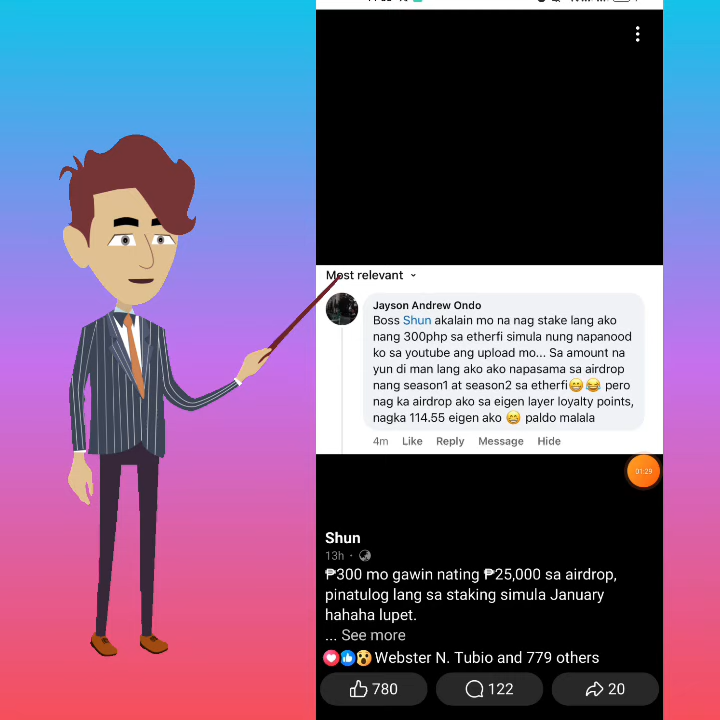 Most relevant
Jayson Andrew Ondo
Boss Shun akalain mo na nag stake lang ako
nang 300php sa etherfi simula nung napanood
ko sa youtube ang upload mo... Sa amount na
yun di man lang ako ako napasama sa airdrop
nang season1 at season2 sa etherfi😁😂 pero
nag ka airdrop ako sa eigen layer loyalty points,
nagka 114.55 eigen ako 😁 paldo malala
4m Like Reply Message Hide
01:29
Shun
13h ·
₱300 mo gawin nating ₱25,000 sa airdrop,
pinatulog lang sa staking simula January
hahaha lupet.
... See more
Webster N. Tubio and 779 others
780 122 20